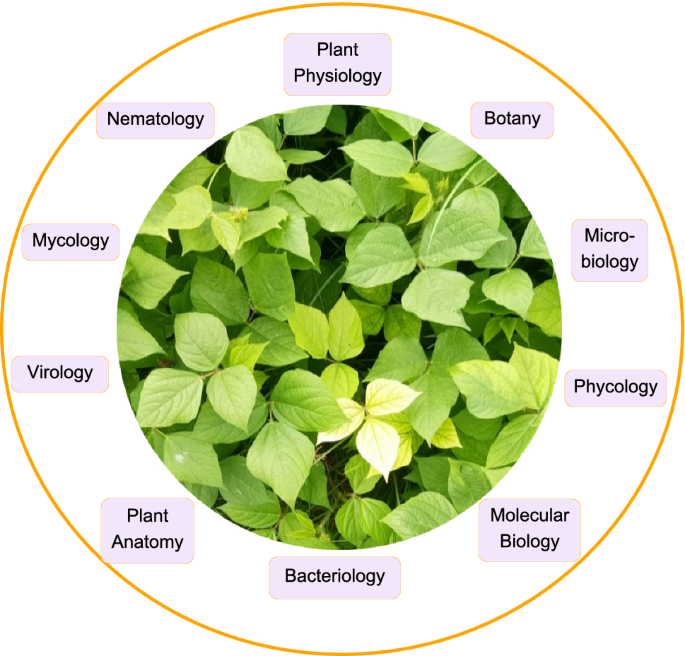 Plant
Physiology
Nematology
Botany
Mycology
Micro-
biology
Virology
Phycology
Plant
Anatomy
Molecular
Biology
Bacteriology